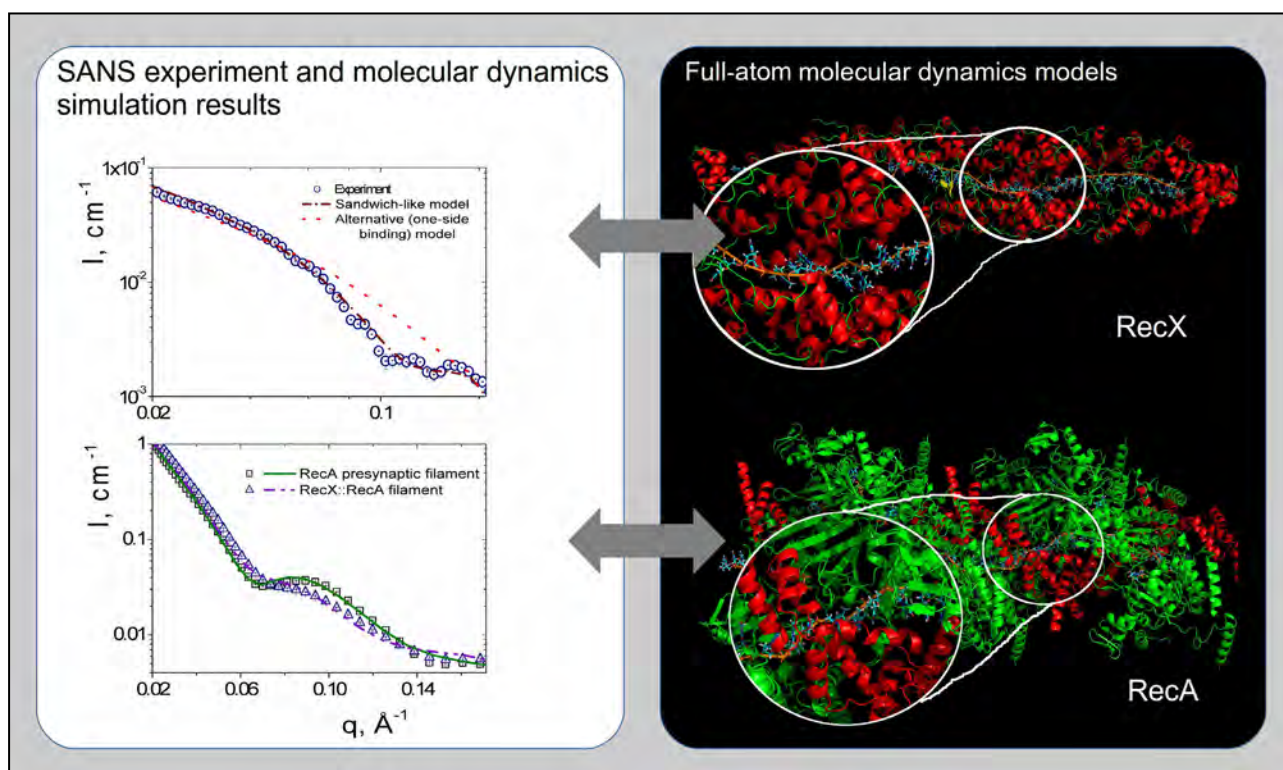 SANS experiment and molecular dynamics
simulation results
1×10⁻¹
10⁻²
10⁻³
I, cm⁻¹
Experiment
Sandwich-like model
Alternative (one-side
binding) model
0.02
0.1
1
0.1
0.01
I, cm⁻¹
RecA presynaptic filament
RecX::RecA filament
0.02
0.06
0.10
0.14
q, Å⁻¹
Full-atom molecular dynamics models
RecX
RecA